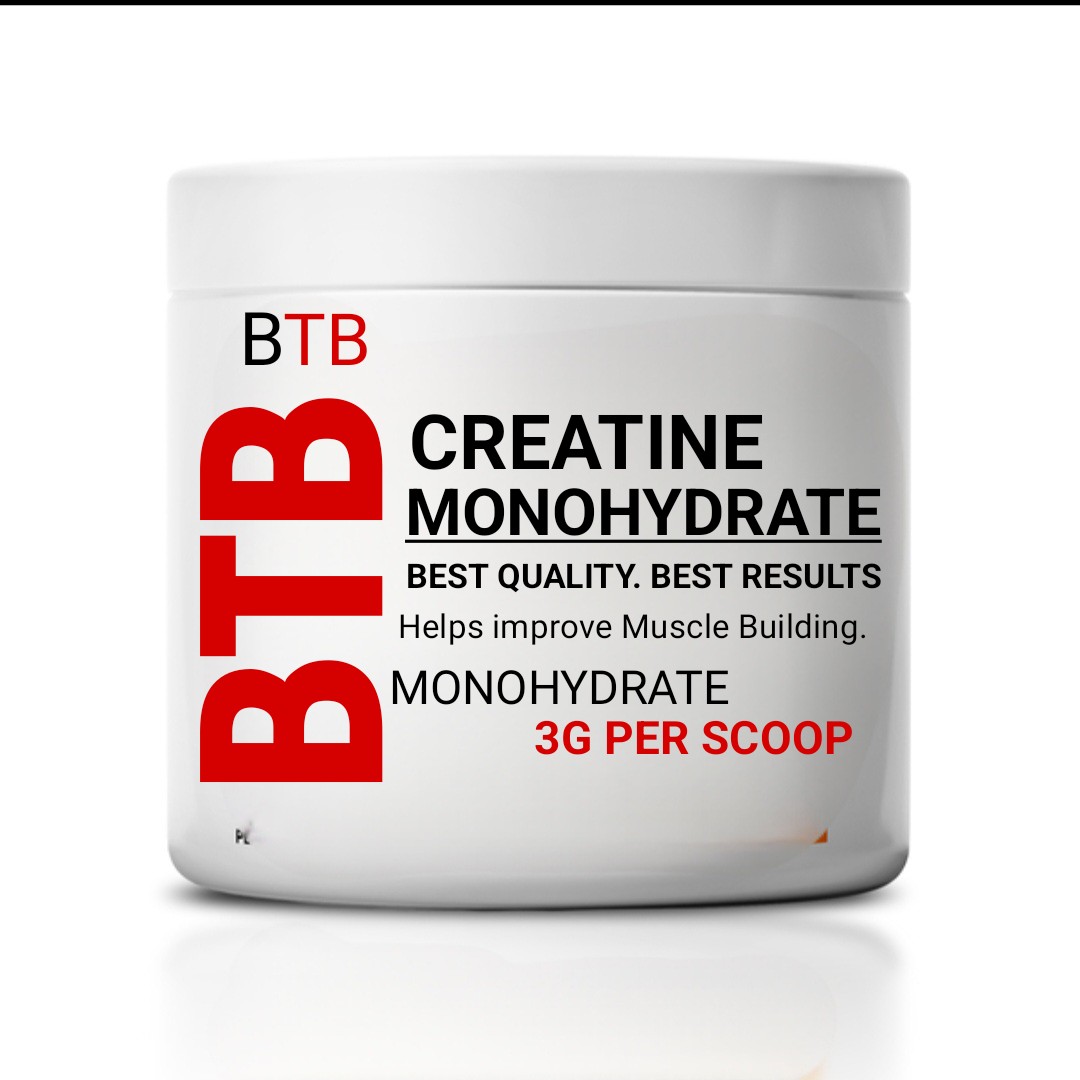 BTB
BTB
CREATINE
MONOHYDRATE
BEST QUALITY. BEST RESULTS
Helps improve Muscle Building.
MONOHYDRATE
3G PER SCOOP